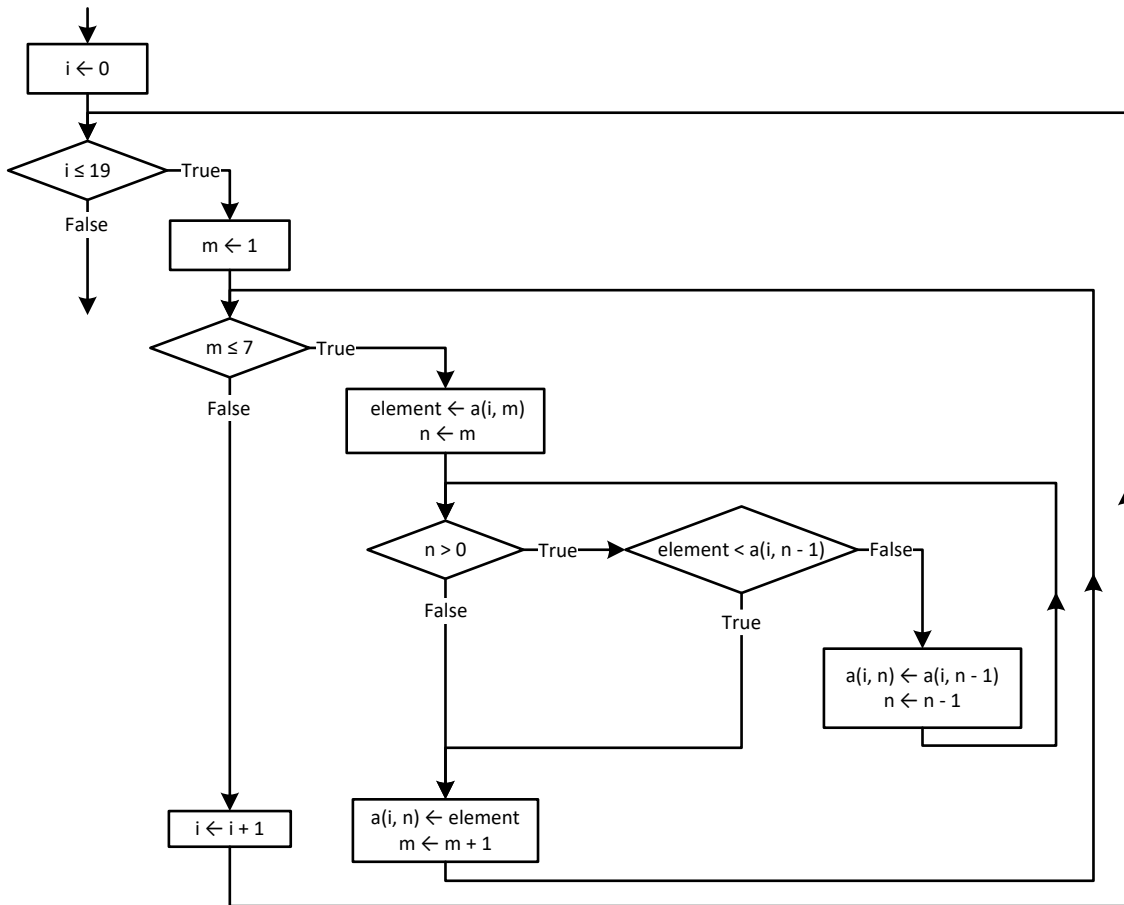 i ← 0
i ≤ 19
True
False
m ← 1
m ≤ 7
True
False
element ← a(i, m)
n ← m
n > 0
True
element < a(i, n - 1)
False
False
True
a(i, n) ← a(i, n - 1)
n ← n - 1
i ← i + 1
a(i, n) ← element
m ← m + 1